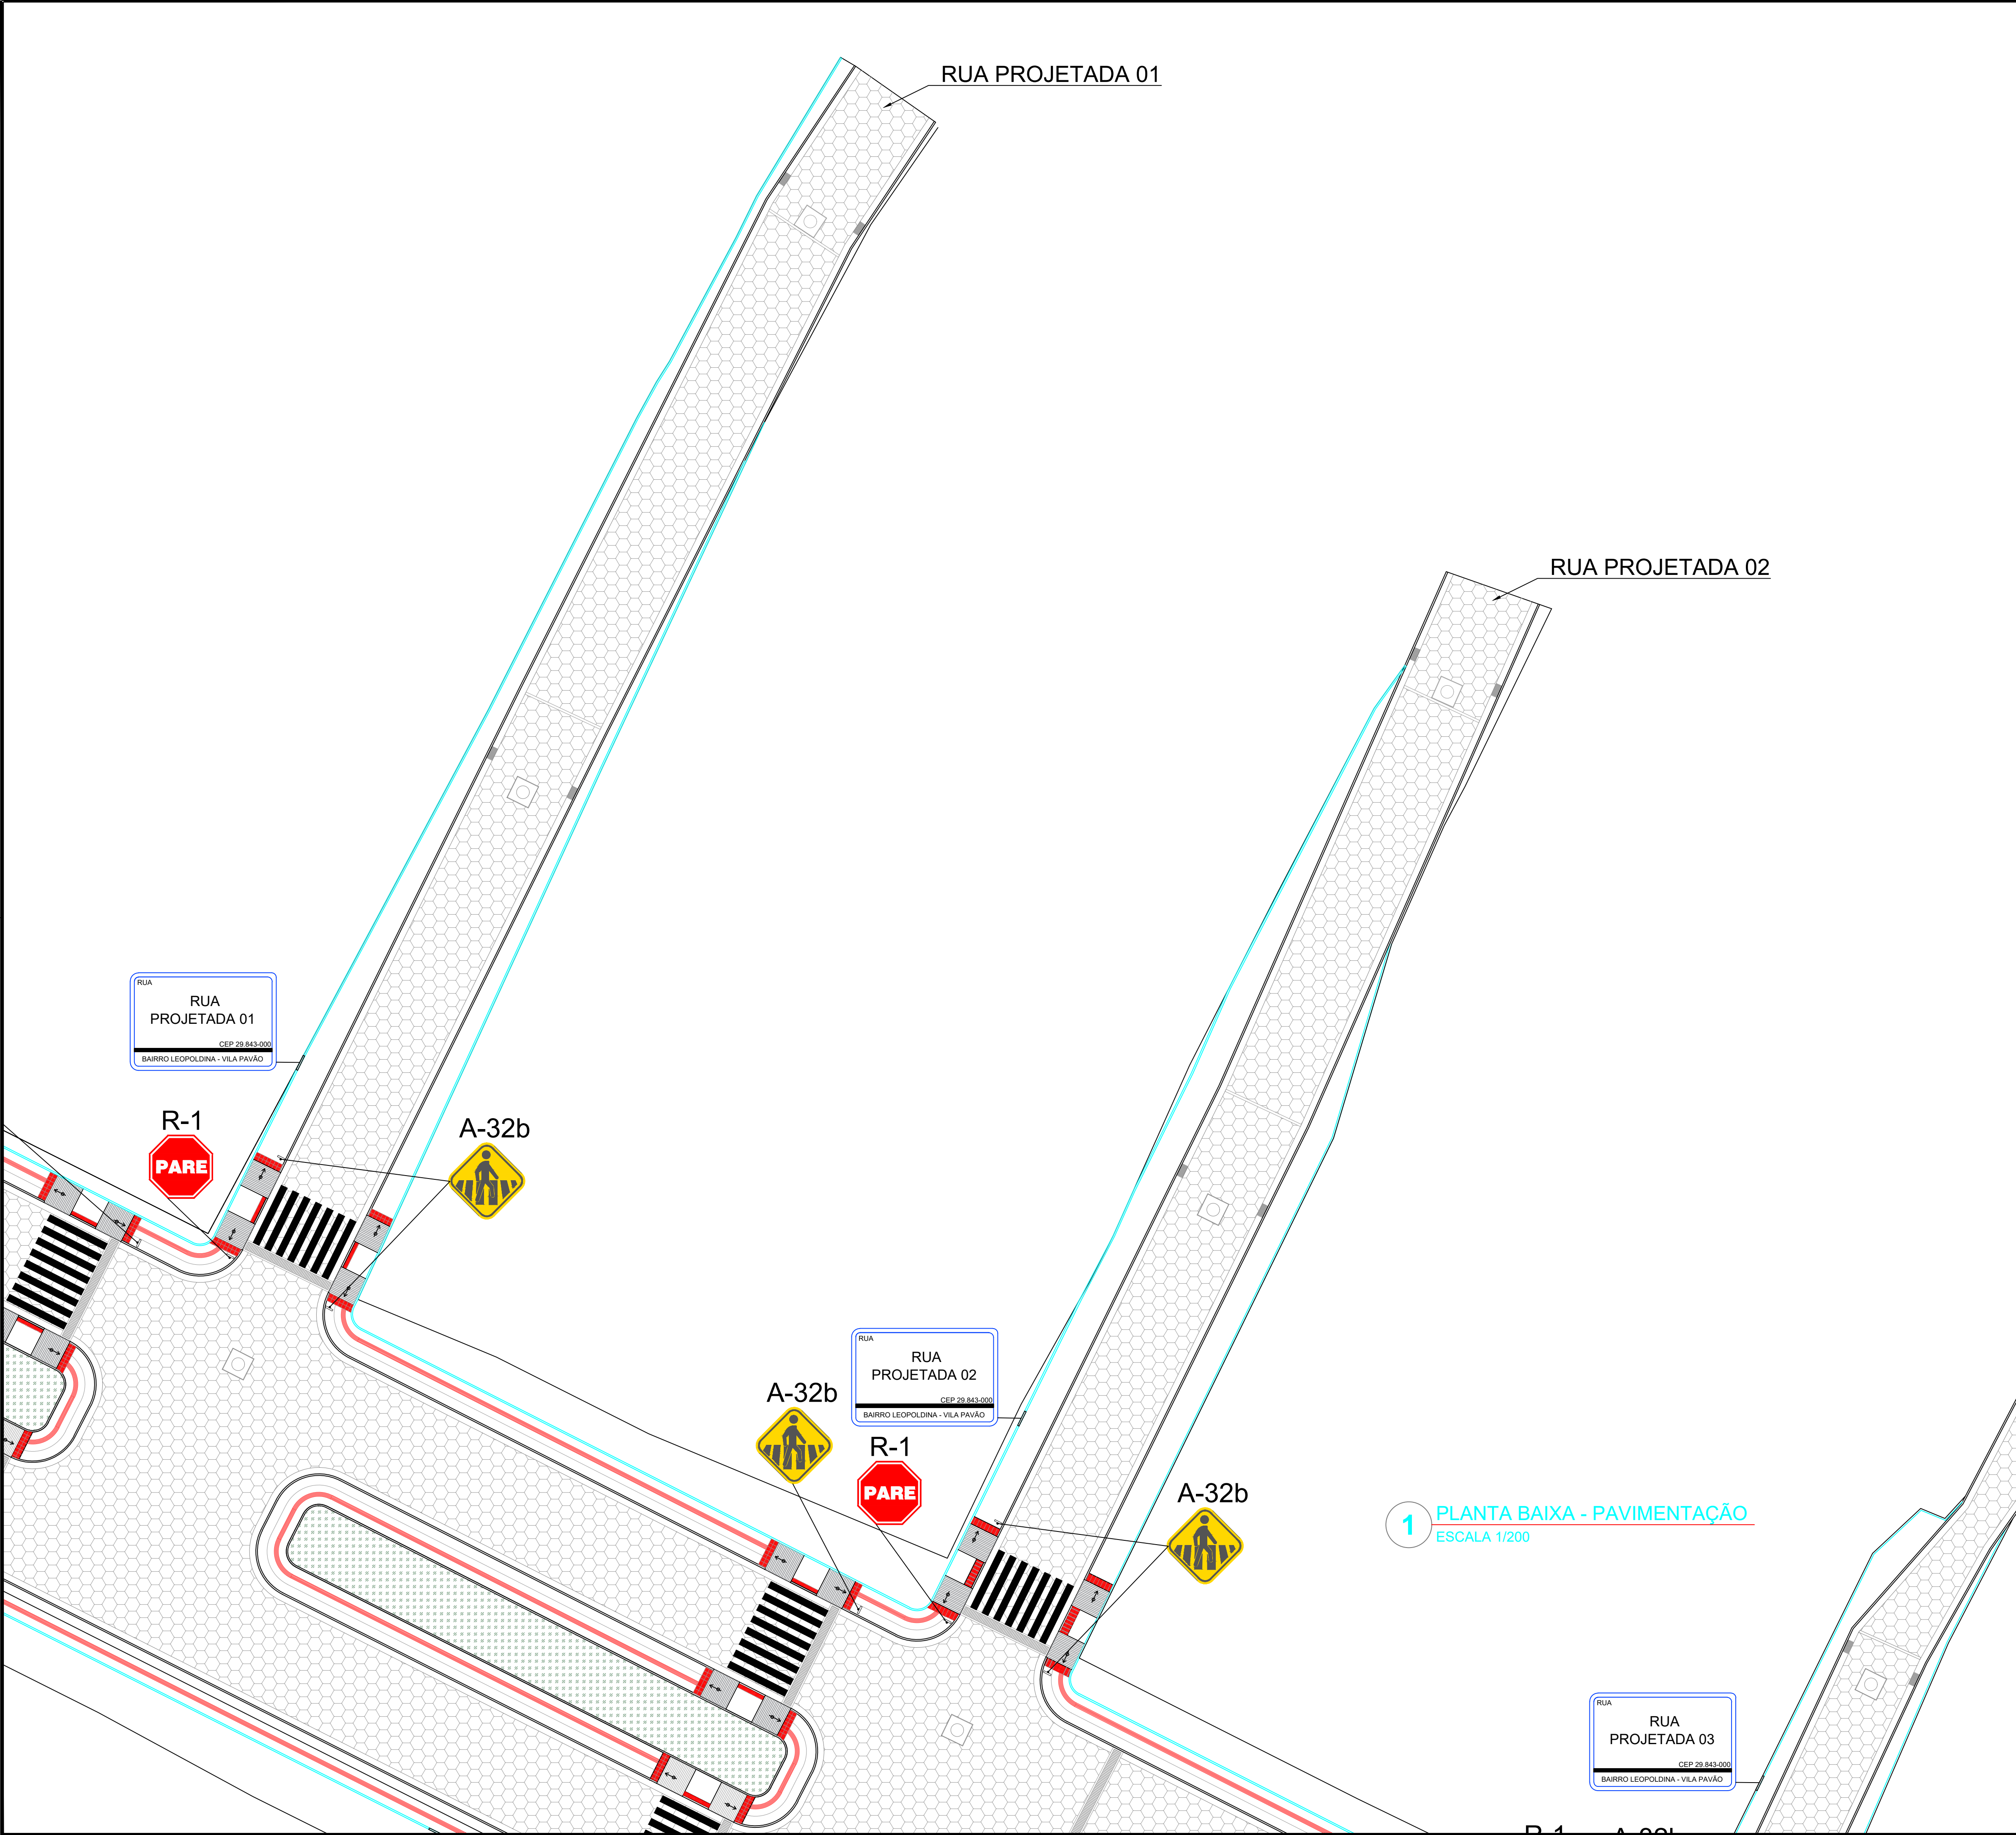 RUA PROJETADA 01
RUA PROJETADA 02
RUA
RUA
PROJETADA 01
CEP 29.843-000
BAIRRO LEOPOLDINA - VILA PAVÃO
R-1
PARE
A-32b
RUA
RUA
PROJETADA 02
CEP 29.843-000
BAIRRO LEOPOLDINA - VILA PAVÃO
A-32b
R-1
PARE
A-32b
1
PLANTA BAIXA - PAVIMENTAÇÃO
ESCALA 1/200
RUA
RUA
PROJETADA 03
CEP 29.843-000
BAIRRO LEOPOLDINA - VILA PAVÃO